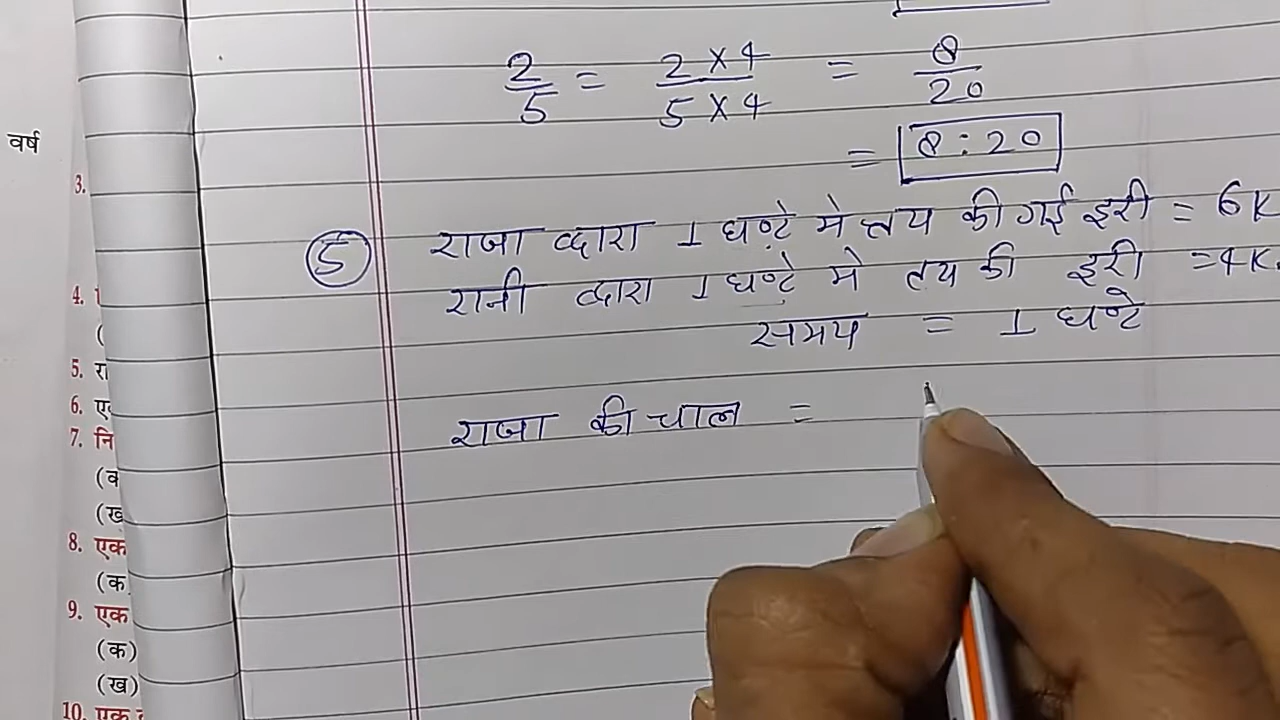 2/5 = 2×4/5×4 = 8/20
= 8:20
वर्ष
3.
⑤ राजा द्वारा 1 घण्टे मे तय की गई दूरी = 6K
रानी द्वारा 1 घण्टे मे तय की दूरी = 4K
समय = 1 घण्टे
राजा की चाल =
4.
(
5. रा
6. ए
7. नि
(क
(ख
8. एक
(क
9. एक
(क)
(ख)
10. एक